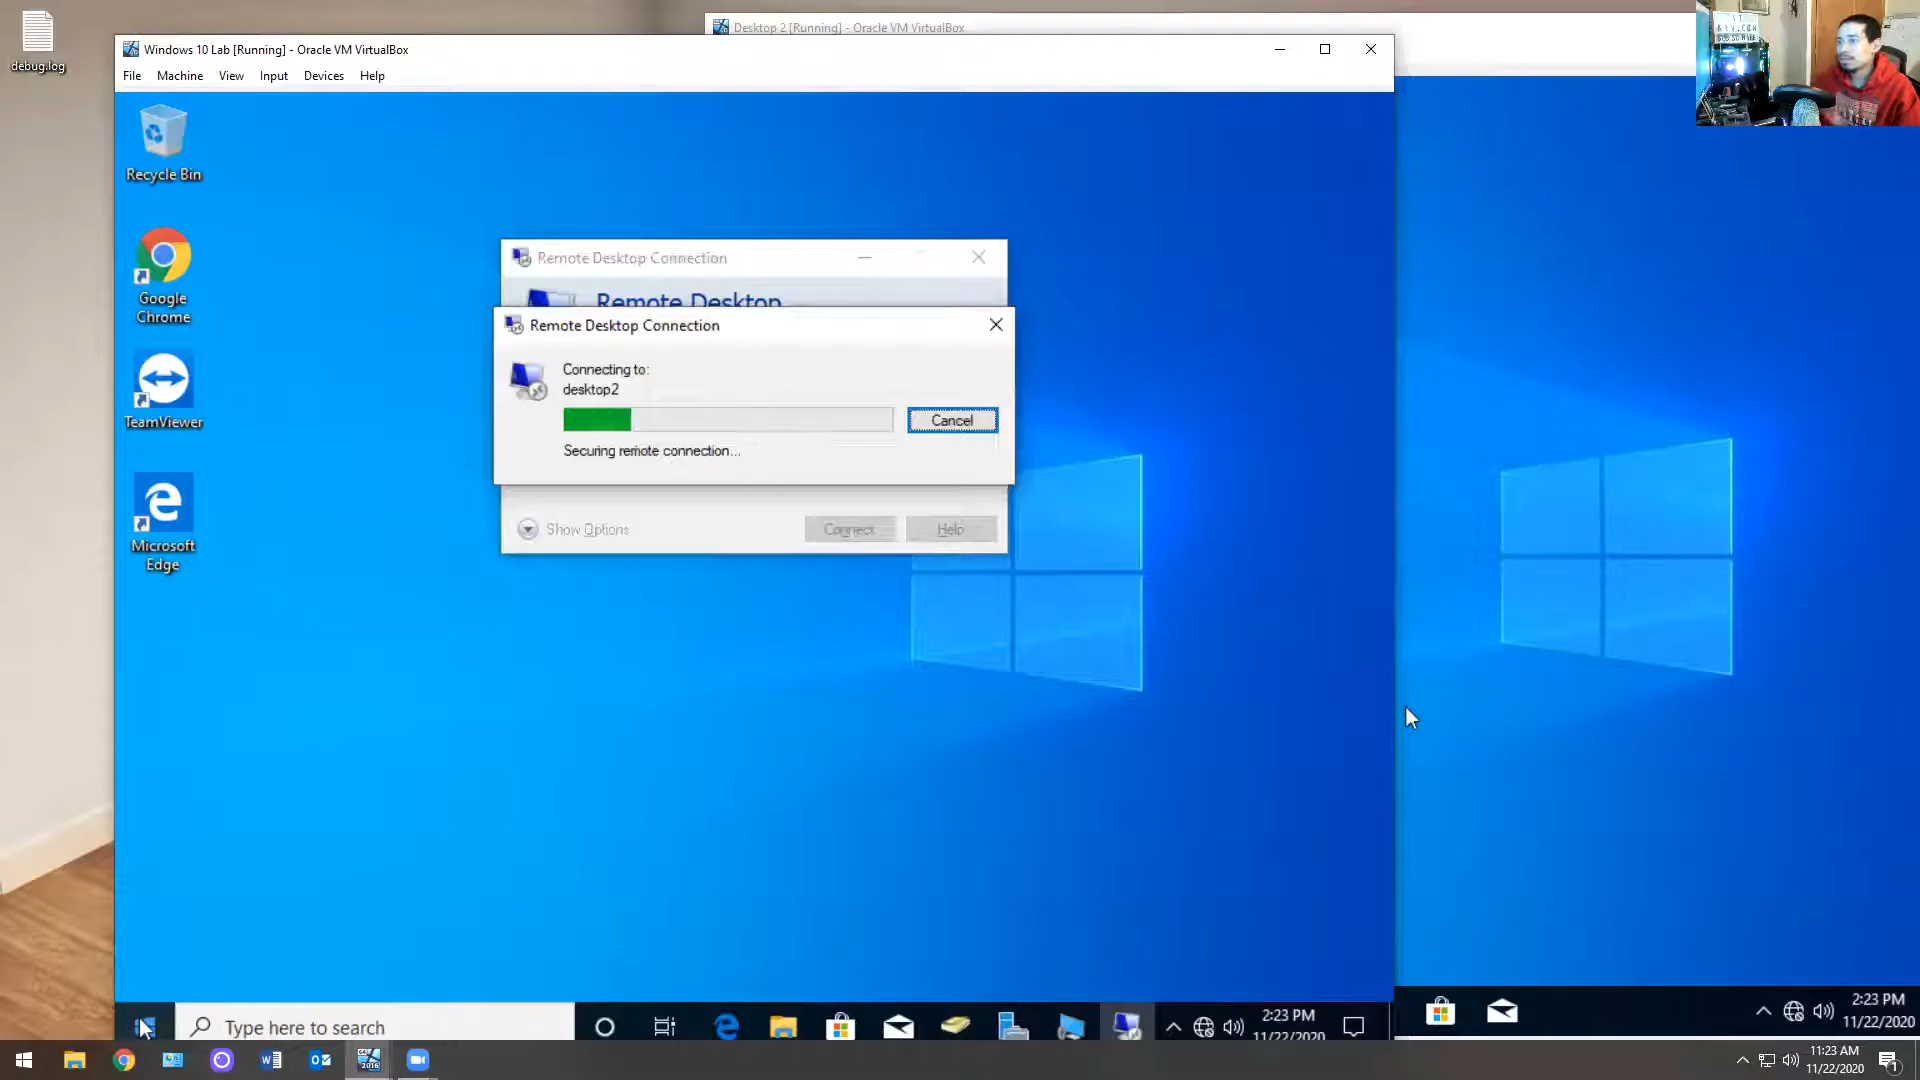 debug.log
Desktop 2 [Running] - Oracle VM VirtualBox
Windows 10 Lab [Running] - Oracle VM VirtualBox
File Machine View Input Devices Help
Recycle Bin
Google
Chrome
TeamViewer
Microsoft
Edge
Remote Desktop Connection
Remote Desktop
Remote Desktop Connection
Connecting to:
desktop2
Cancel
Securing remote connection...
Show Options
Connect
Help
Type here to search
2:23 PM
11/22/2020
2:23 PM
11/22/2020
2016
11:23 AM
11/22/2020
1